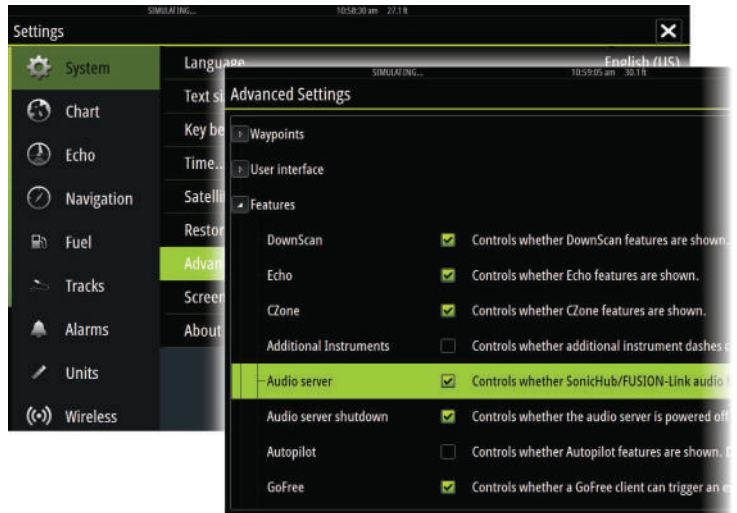 SIMULATING... 10:58:30 am 27.1 ft
Settings
System
Chart
Echo
Navigation
Fuel
Tracks
Alarms
Units
Wireless
Language English (US)
Text si
Key be
Time..
Satelli
Restor
Advan
Screen
About
SIMULATING... 10:59:05 am 30.1 ft
Advanced Settings
Waypoints
User interface
Features
DownScan Controls whether DownScan features are shown.
Echo Controls whether Echo features are shown.
CZone Controls whether CZone features are shown.
Additional Instruments Controls whether additional instrument dashes
Audio server Controls whether SonicHub/FUSION-Link audio
Audio server shutdown Controls whether the audio server is powered off
Autopilot Controls whether Autopilot features are shown.
GoFree Controls whether a GoFree client can trigger an